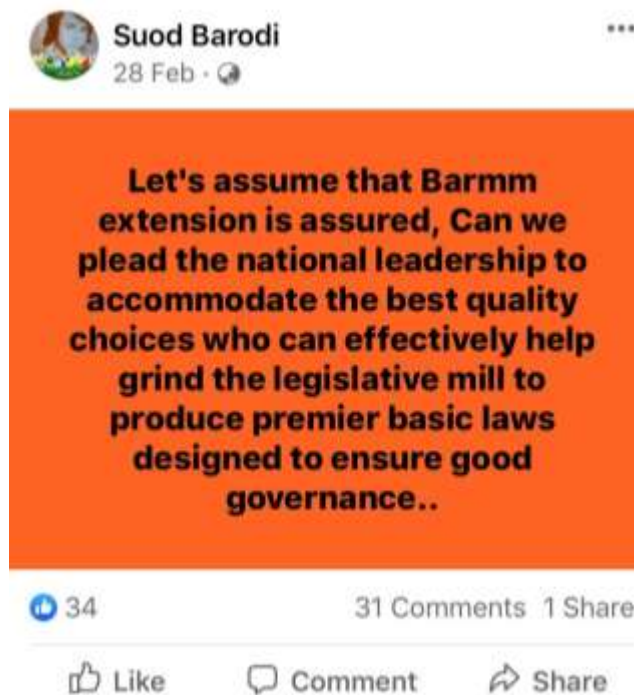 Suod Barodi
28 Feb ·
Let's assume that Barmm
extension is assured, Can we
plead the national leadership to
accommodate the best quality
choices who can effectively help
grind the legislative mill to
produce premier basic laws
designed to ensure good
governance..
34 31 Comments 1 Share
Like Comment Share